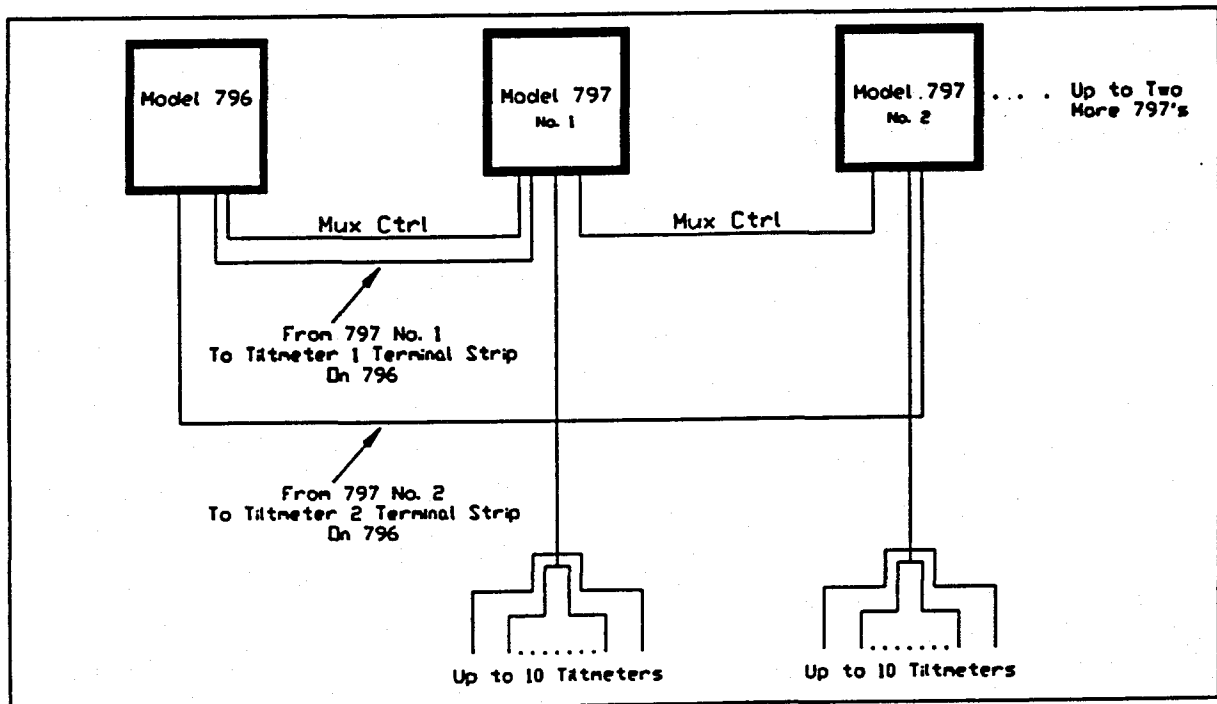 Model 796
Model 797
No. 1
Model 797
No. 2
. . . . Up to Two
More 797's
Mux Ctrl
Mux Ctrl
From 797 No. 1
To Tiltmeter 1 Terminal Strip
On 796
From 797 No. 2
To Tiltmeter 2 Terminal Strip
On 796
Up to 10 Tiltmeters
Up to 10 Tiltmeters